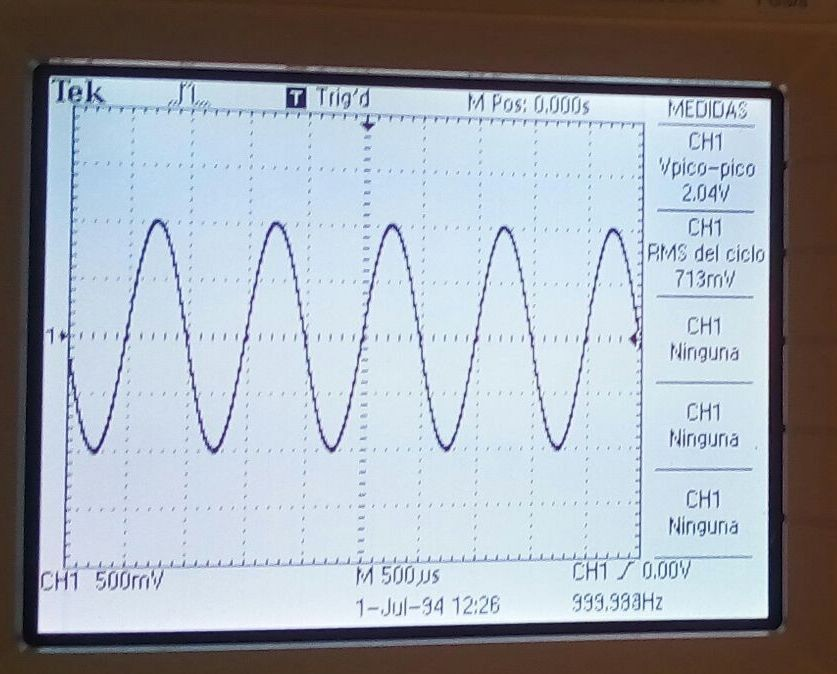 Tek
T Trig'd
M Pos: 0.000s
MEDIDAS
CH1
Vpico-pico
2.04V
CH1
RMS del ciclo
713mV
CH1
Ninguna
CH1
Ninguna
CH1
Ninguna
1
CH1 500mV
M 500µs
CH1 0.00V
1-Jul-94 12:26
999.998Hz